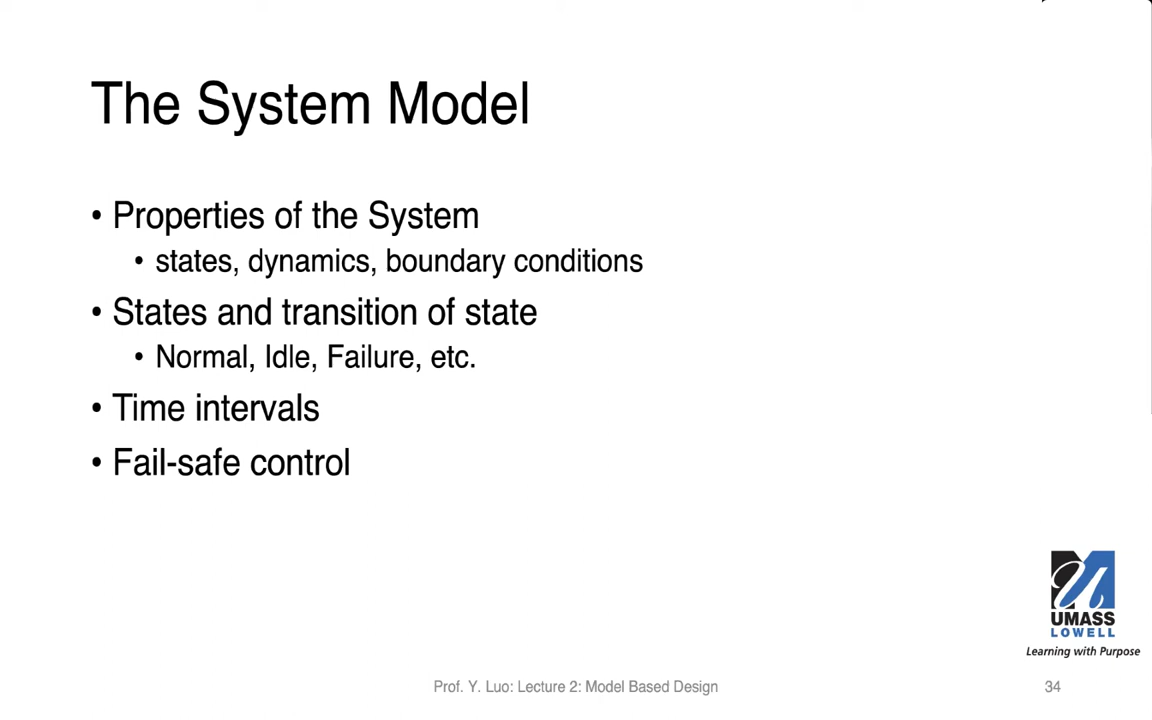 The System Model
• Properties of the System
• states, dynamics, boundary conditions
• States and transition of state
• Normal, Idle, Failure, etc.
• Time intervals
• Fail-safe control
UMASS
LOWELL
Learning with Purpose
Prof. Y. Luo: Lecture 2: Model Based Design
34